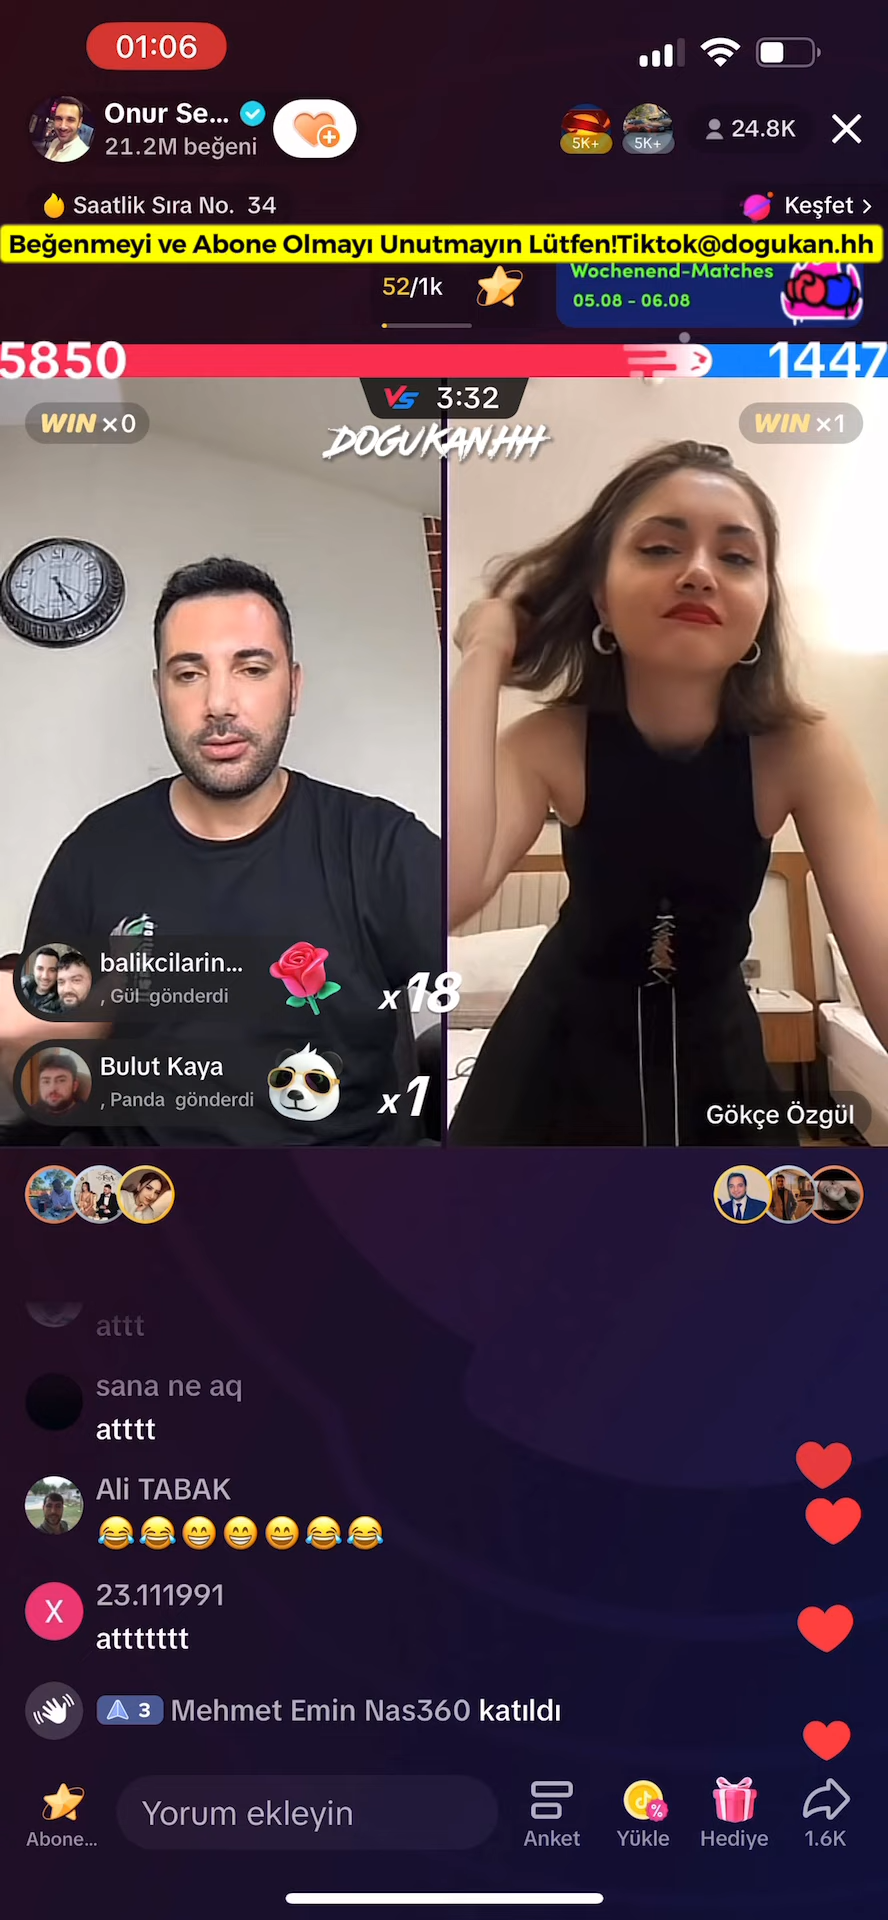 01:06
Onur Se...
21.2M beğeni
5K+
5K+
24.8K
Saatlik Sıra No. 34
Keşfet >
Beğenmeyi ve Abone Olmayı Unutmayın Lütfen!Tiktok@dogukan.hh
52/1k
Wochenend-Matches
05.08 - 06.08
5850
1447
VS 3:32
WIN x0
WIN x1
DOGUKAN.HH
balikcilarin...
, Gül gönderdi
x18
Bulut Kaya
, Panda gönderdi
x1
Gökçe Özgül
attt
sana ne aq
atttt
Ali TABAK
😂😂😁😁😁😂😂
X
23.111991
attttttt
3 Mehmet Emin Nas360 katıldı
Abone...
Yorum ekleyin
Anket
Yükle
Hediye
1.6K